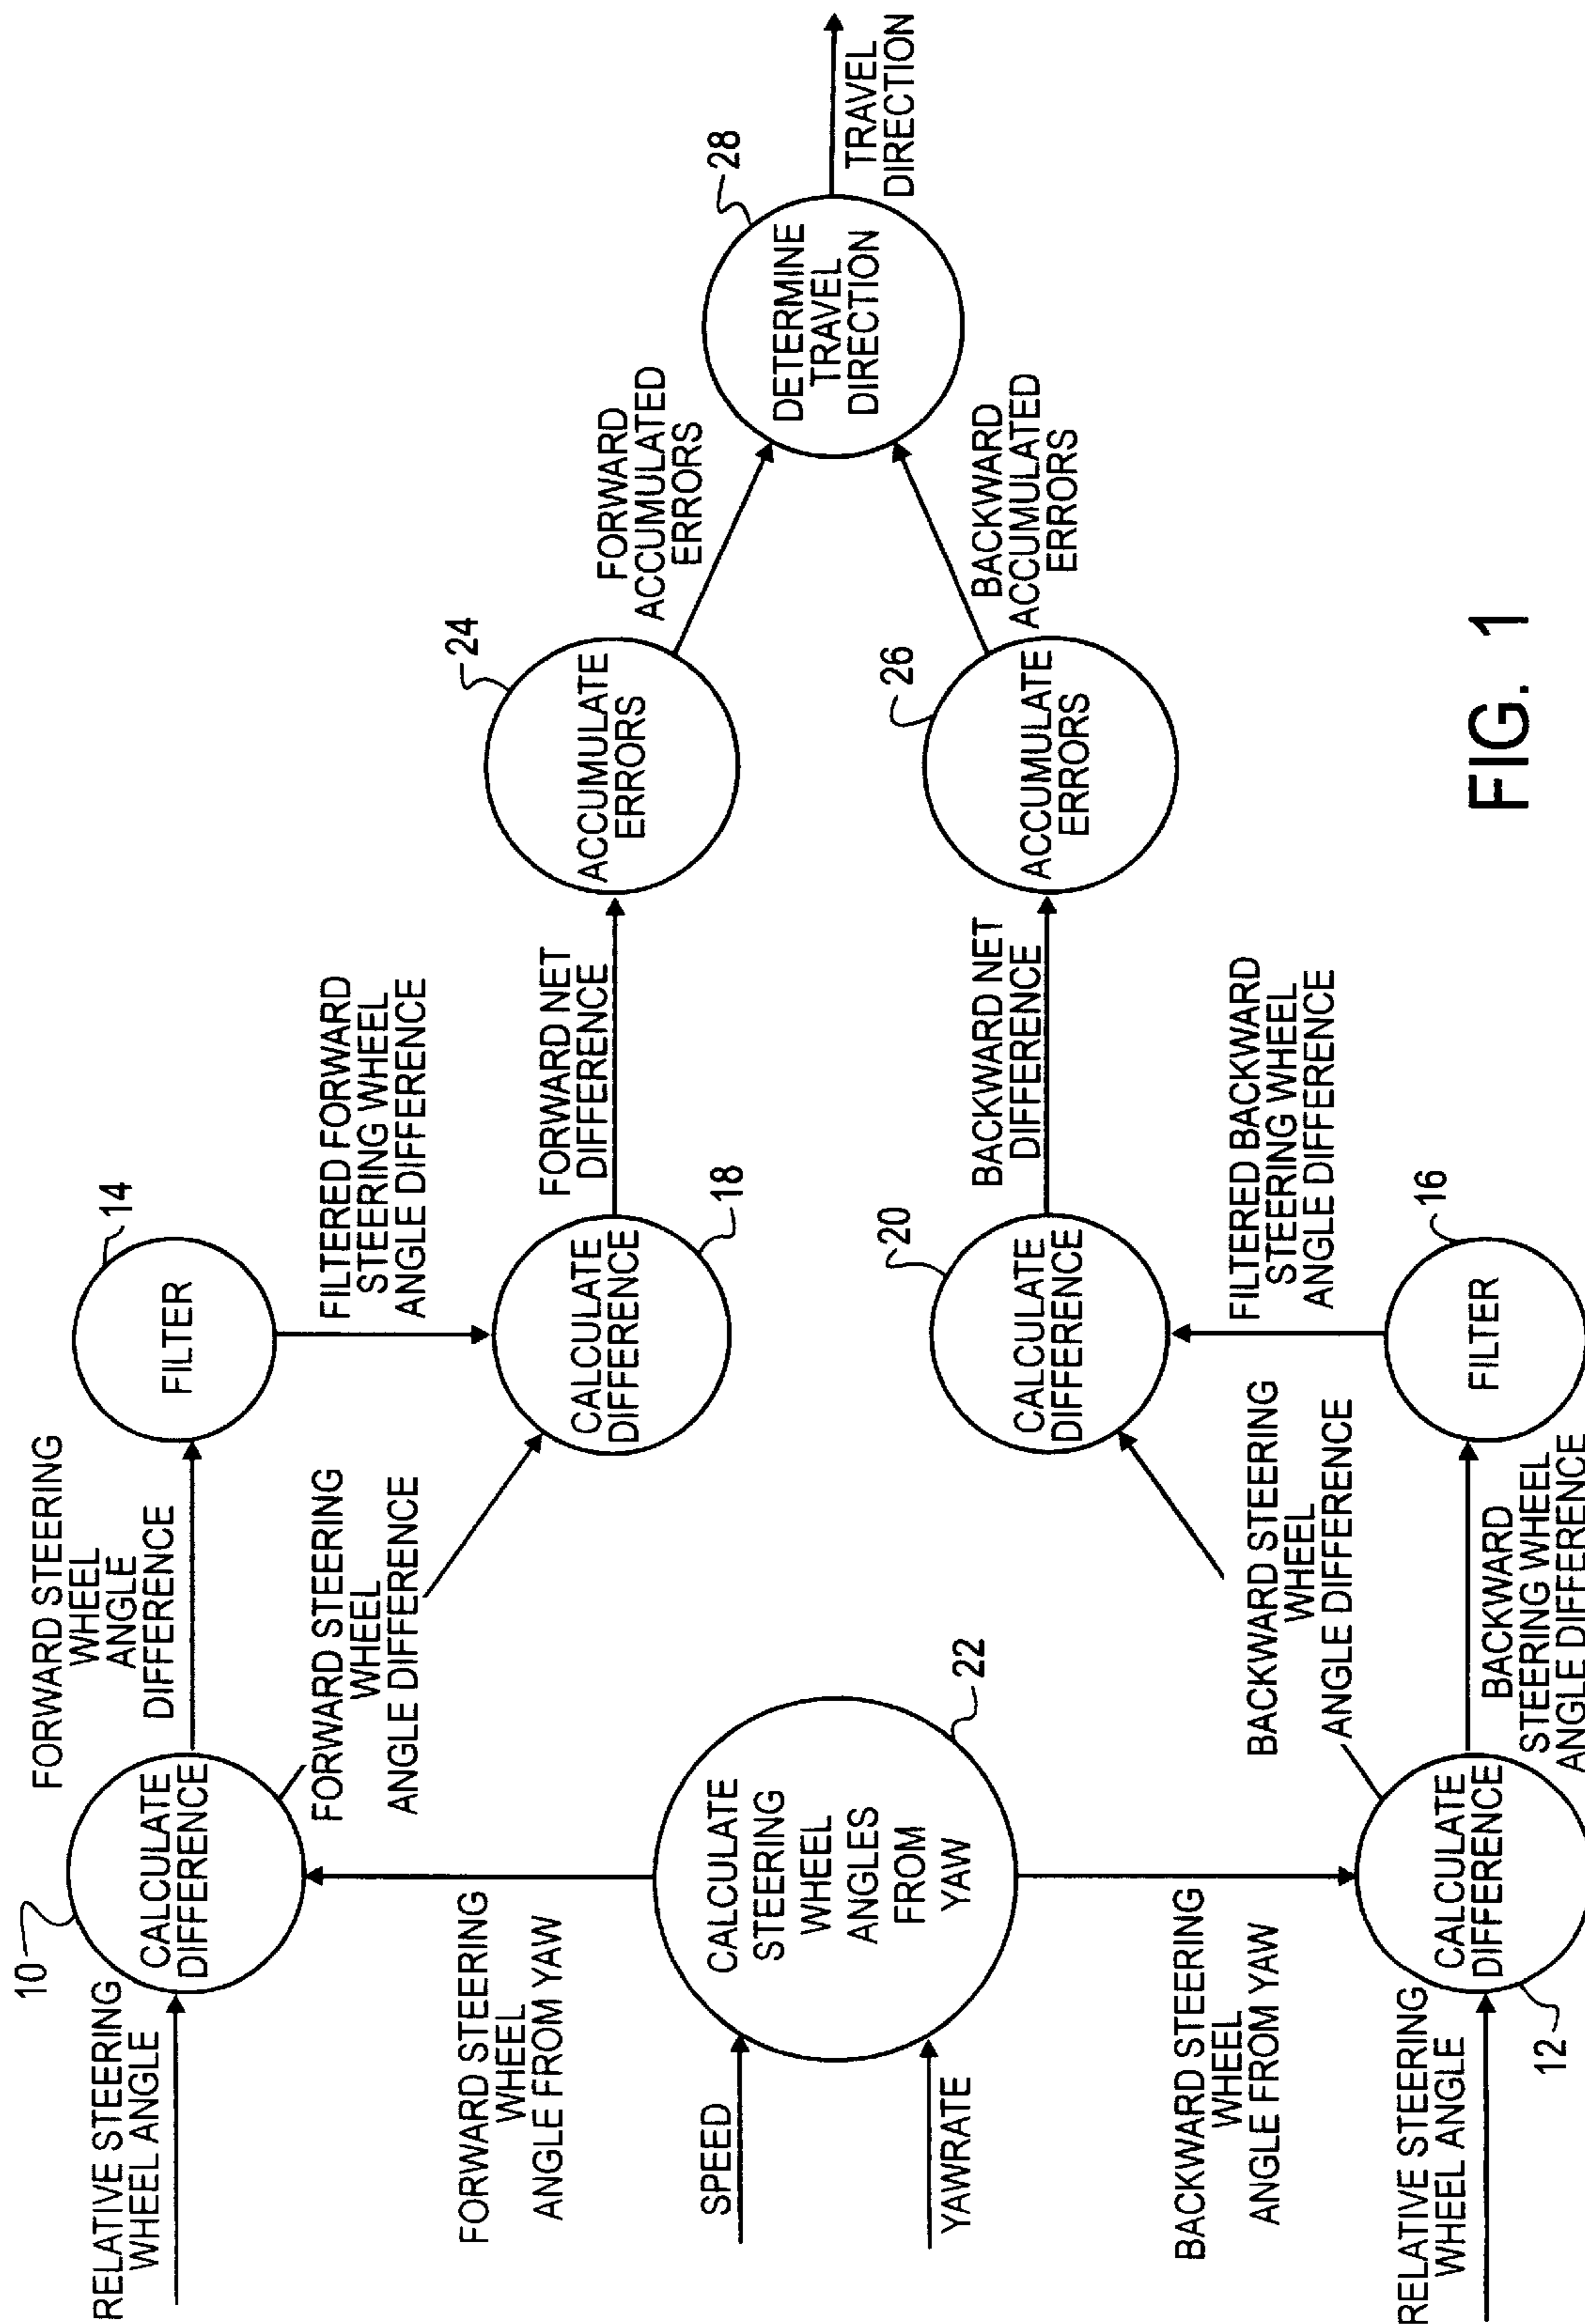 10
RELATIVE STEERING
WHEEL ANGLE
CALCULATE
DIFFERENCE
FORWARD STEERING
WHEEL
ANGLE
DIFFERENCE
14
FILTER
FORWARD STEERING
WHEEL
ANGLE DIFFERENCE
FILTERED FORWARD
STEERING WHEEL
ANGLE DIFFERENCE
FORWARD STEERING
WHEEL
ANGLE FROM YAW
CALCULATE
DIFFERENCE
18
FORWARD NET
DIFFERENCE
24
ACCUMULATE
ERRORS
FORWARD
ACCUMULATED
ERRORS
SPEED
YAWRATE
CALCULATE
STEERING
WHEEL
ANGLES
FROM
YAW
22
28
DETERMINE
TRAVEL
DIRECTION
TRAVEL
DIRECTION
BACKWARD STEERING
WHEEL
ANGLE FROM YAW
20
CALCULATE
DIFFERENCE
BACKWARD NET
DIFFERENCE
26
ACCUMULATE
ERRORS
BACKWARD
ACCUMULATED
ERRORS
BACKWARD STEERING
WHEEL
ANGLE DIFFERENCE
FILTERED BACKWARD
STEERING WHEEL
ANGLE DIFFERENCE
RELATIVE STEERING
WHEEL ANGLE
12
CALCULATE
DIFFERENCE
BACKWARD
STEERING WHEEL
ANGLE DIFFERENCE
16
FILTER
FIG. 1